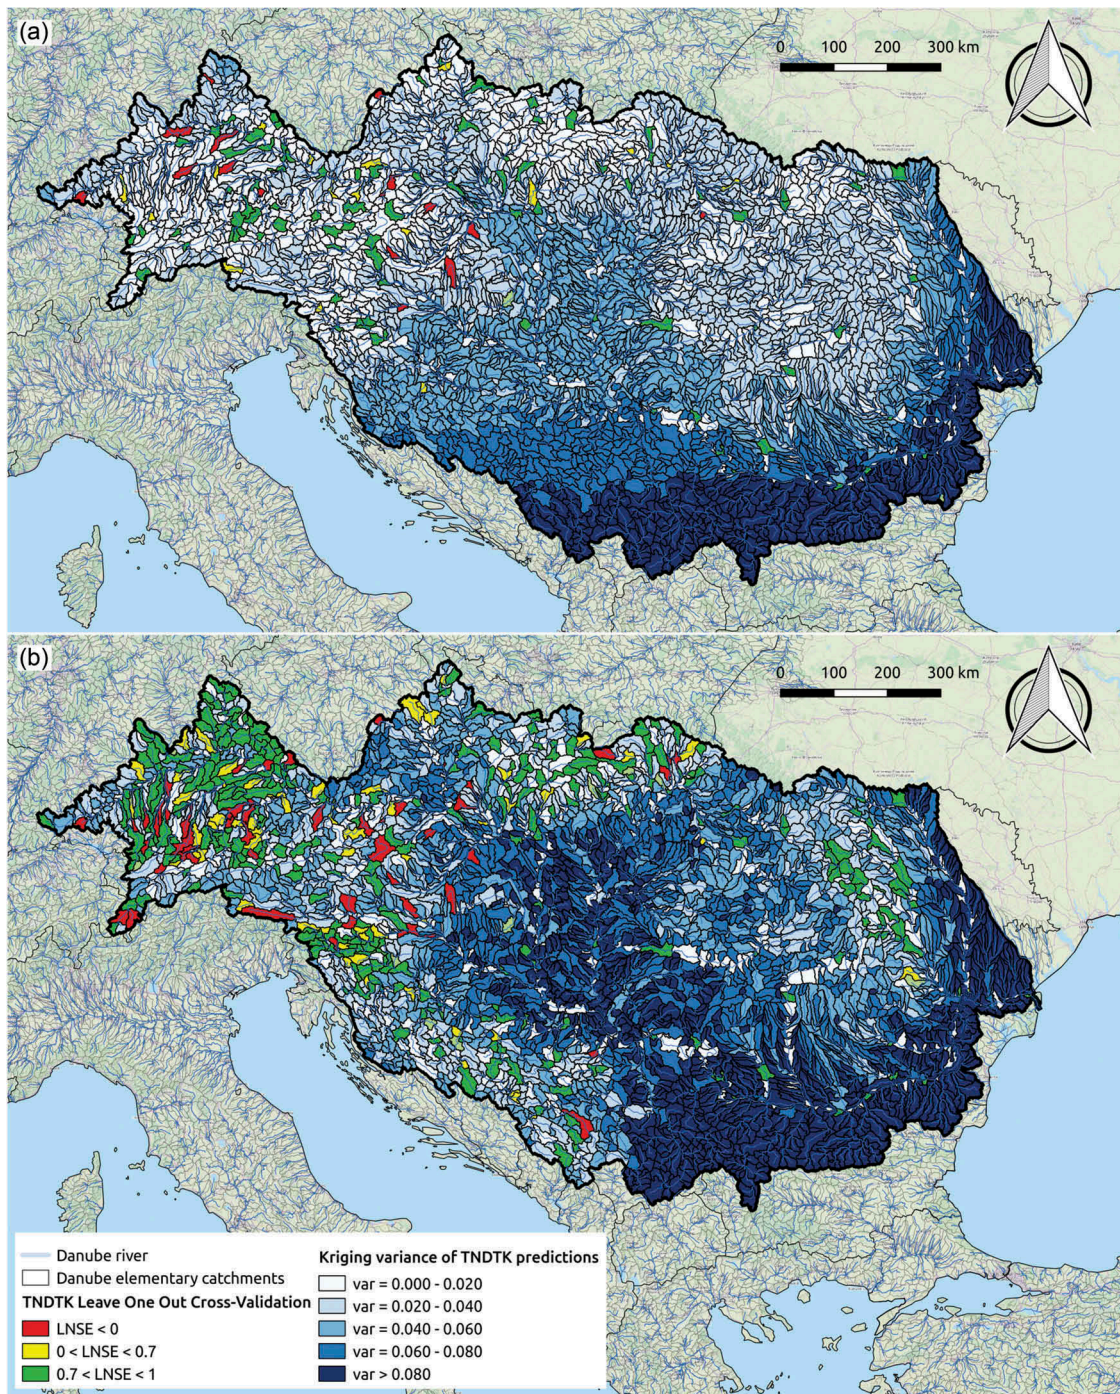 (a)
0 100 200 300 km
(b)
0 100 200 300 km
Danube river
Danube elementary catchments
TNDTK Leave One Out Cross-Validation
LNSE < 0
0 < LNSE < 0.7
0.7 < LNSE < 1
Kriging variance of TNDTK predictions
var = 0.000 - 0.020
var = 0.020 - 0.040
var = 0.040 - 0.060
var = 0.060 - 0.080
var > 0.080